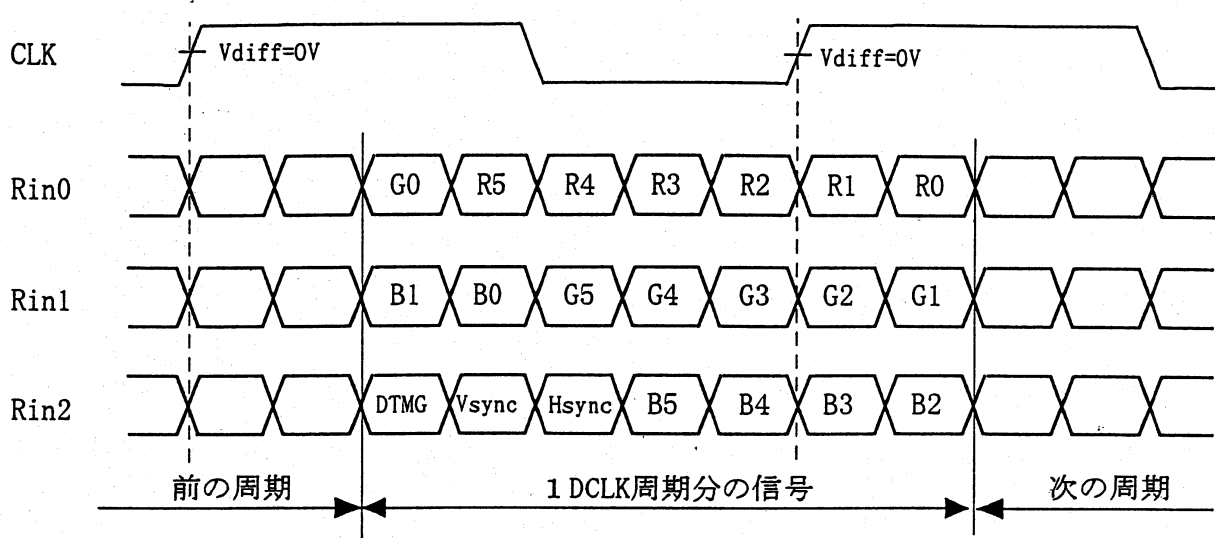 CLK Vdiff=0V Vdiff=0V
Rin0 G0 R5 R4 R3 R2 R1 R0
Rin1 B1 B0 G5 G4 G3 G2 G1
Rin2 DTMG Vsync Hsync B5 B4 B3 B2
前の周期 1 DCLK周期分の信号 次の周期